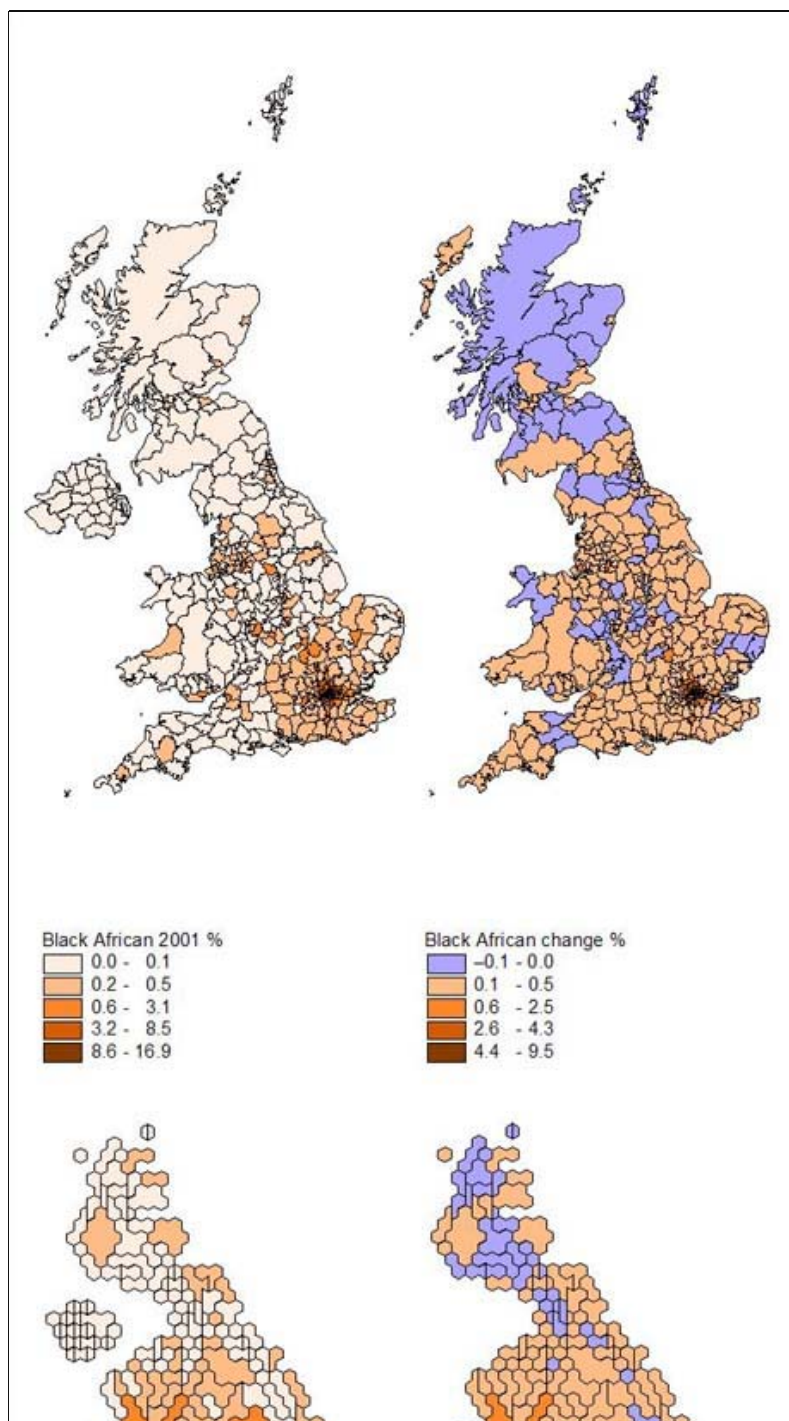 Black African 2001 %
0.0 - 0.1
0.2 - 0.5
0.6 - 3.1
3.2 - 8.5
8.6 - 16.9
Black African change %
–0.1 - 0.0
0.1 - 0.5
0.6 - 2.5
2.6 - 4.3
4.4 - 9.5